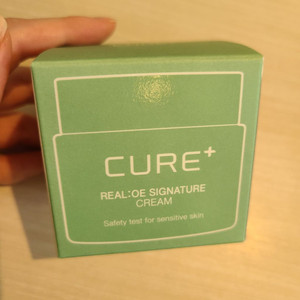 CURE+
REAL:OE SIGNATURE
CREAM
Safety test for sensitive skin